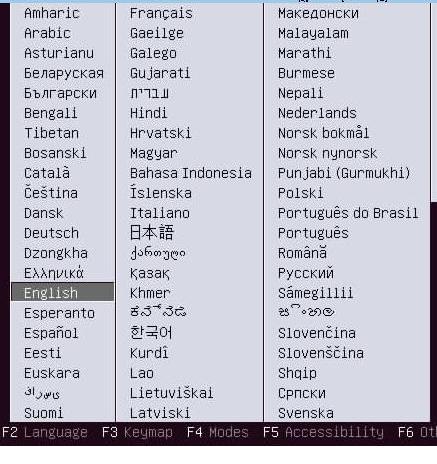 Amharic
Arabic
Asturianu
Беларуская
Български
Bengali
Tibetan
Bosanski
Català
Čeština
Dansk
Deutsch
Dzongkha
Ελληνικά
English
Esperanto
Español
Eesti
Euskara
فارسی
Suomi
Français
Gaeilge
Galego
Gujarati
עברית
Hindi
Hrvatski
Magyar
Bahasa Indonesia
Íslenska
Italiano
日本語
ქართული
Қазақ
Khmer
ಕನ್ನಡ
한국어
Kurdî
Lao
Lietuviškai
Latviski
Македонски
Malayalam
Marathi
Burmese
Nepali
Nederlands
Norsk bokmål
Norsk nynorsk
Punjabi (Gurmukhi)
Polski
Português do Brasil
Português
Română
Русский
Sámegillii
සිංහල
Slovenčina
Slovenščina
Shqip
Српски
Svenska
F2 Language F3 Keymap F4 Modes F5 Accessibility F6